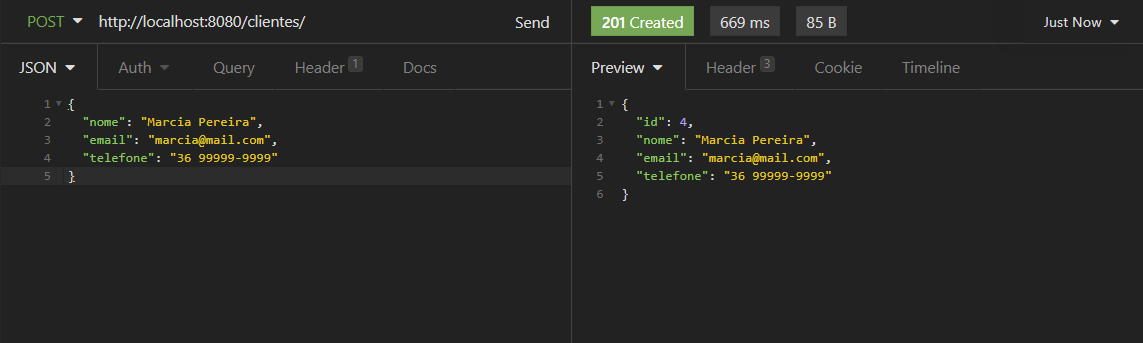 POST http://localhost:8080/clientes/ Send
JSON Auth Query Header 1 Docs
1 {
2 "nome": "Marcia Pereira",
3 "email": "marcia@mail.com",
4 "telefone": "36 99999-9999"
5 }
201 Created 669 ms 85 B Just Now
Preview Header 3 Cookie Timeline
1 {
2 "id": 4,
3 "nome": "Marcia Pereira",
4 "email": "marcia@mail.com",
5 "telefone": "36 99999-9999"
6 }